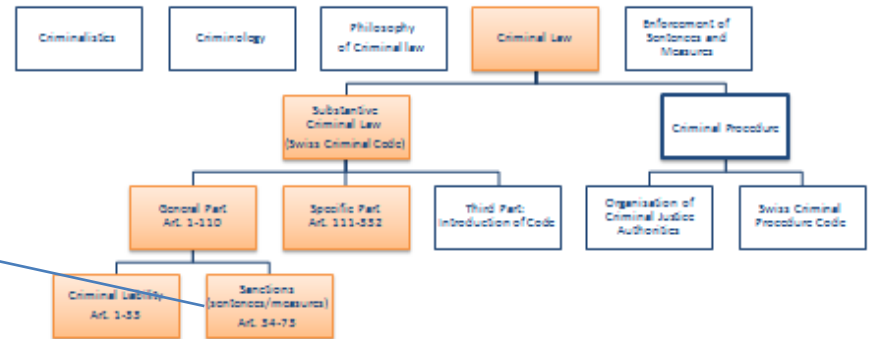 Criminalistics
Criminology
Philosophy
of Criminal law
Criminal Law
Enforcement of
Sentences and
Measures
Substantive
Criminal Law
(Swiss Criminal Code)
Criminal Procedure
General Part
Art. 1-110
Specific Part
Art. 111-332
Third Part:
Introduction of Code
Organisation of
Criminal Justice
Authorities
Swiss Criminal
Procedure Code
Criminal Liability
Art. 1-33
Sanctions
(sentences/measures)
Art. 34-73